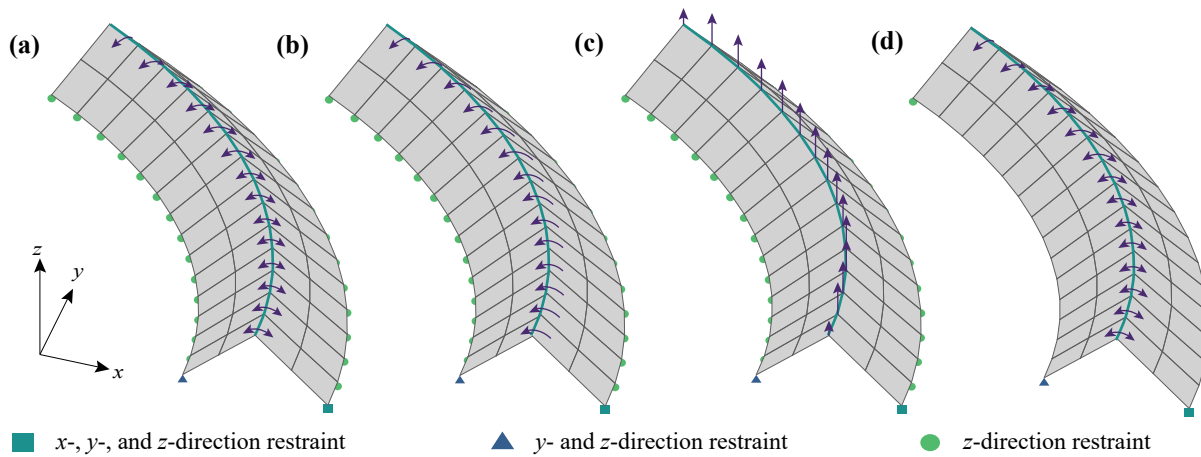 (a)
(b)
(c)
(d)
z
y
x
x-, y-, and z-direction restraint
y- and z-direction restraint
z-direction restraint